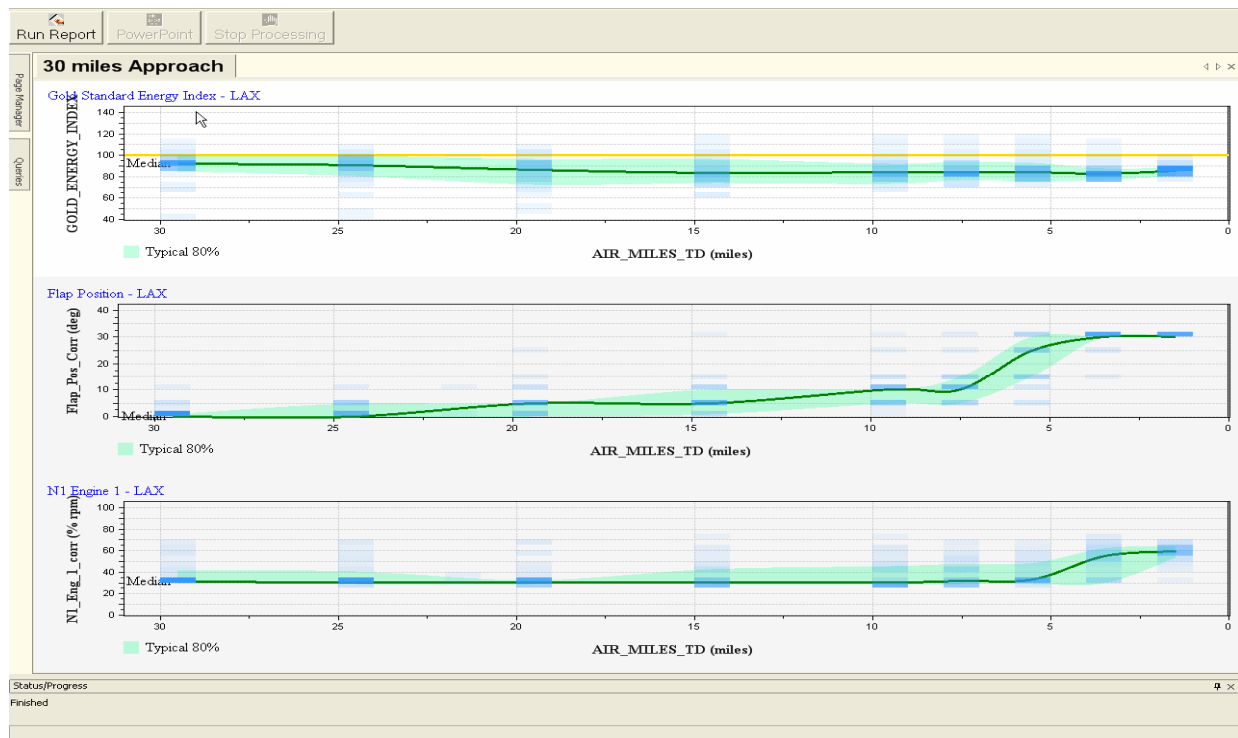 Run Report PowerPoint Stop Processing
Page Manager
Queries
30 miles Approach
Gold Standard Energy Index - LAX
GOLD_ENERGY_INDEX
140
120
100
80
60
40
Median
30 25 20 15 10 5 0
Typical 80%
AIR_MILES_TD (miles)
Flap Position - LAX
Flap_Pos_Corr (deg)
40
30
20
10
0
Median
30 25 20 15 10 5 0
Typical 80%
AIR_MILES_TD (miles)
N1 Engine 1 - LAX
N1_Eng_1_corr (% rpm)
100
80
60
40
20
0
Median
30 25 20 15 10 5 0
Typical 80%
AIR_MILES_TD (miles)
Status/Progress
Finished